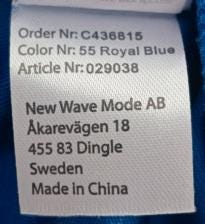 Order Nr: C436815
Color Nr: 55 Royal Blue
Article Nr: 029038
New Wave Mode AB
Åkarevägen 18
455 83 Dingle
Sweden
Made in China